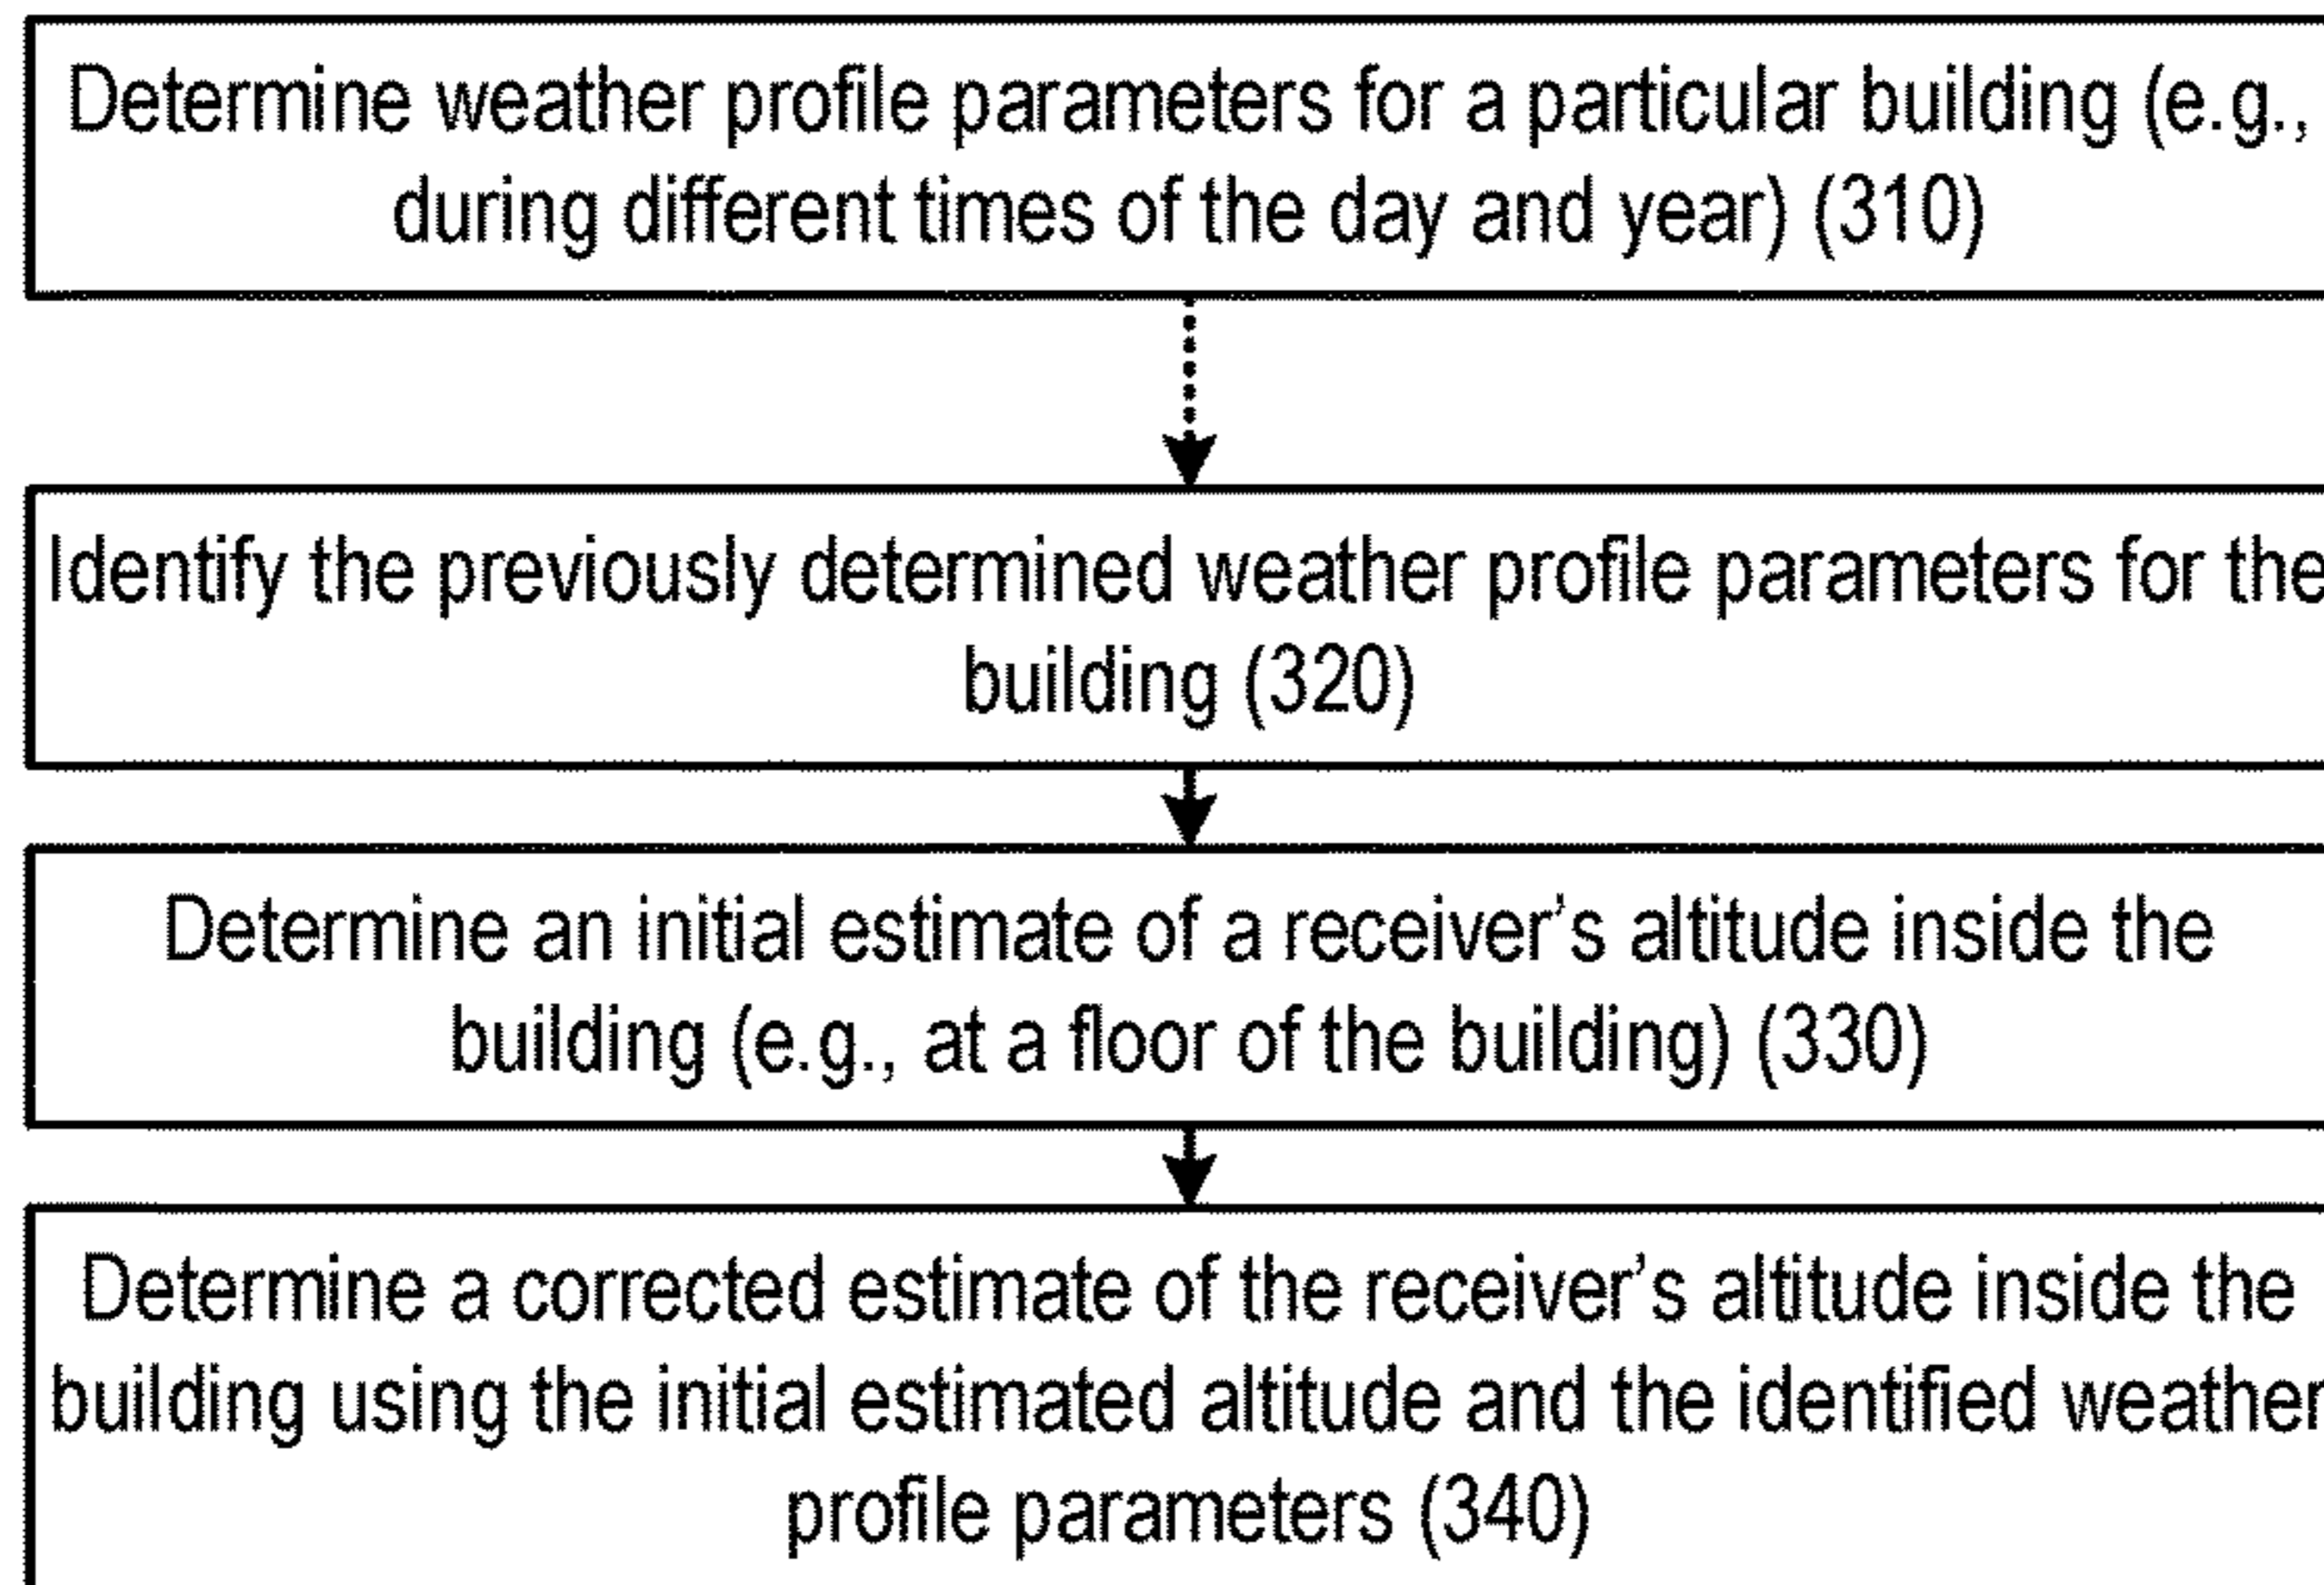 Determine weather profile parameters for a particular building (e.g.,
during different times of the day and year) (310)
Identify the previously determined weather profile parameters for the
building (320)
Determine an initial estimate of a receiver's altitude inside the
building (e.g., at a floor of the building) (330)
Determine a corrected estimate of the receiver's altitude inside the
building using the initial estimated altitude and the identified weather
profile parameters (340)